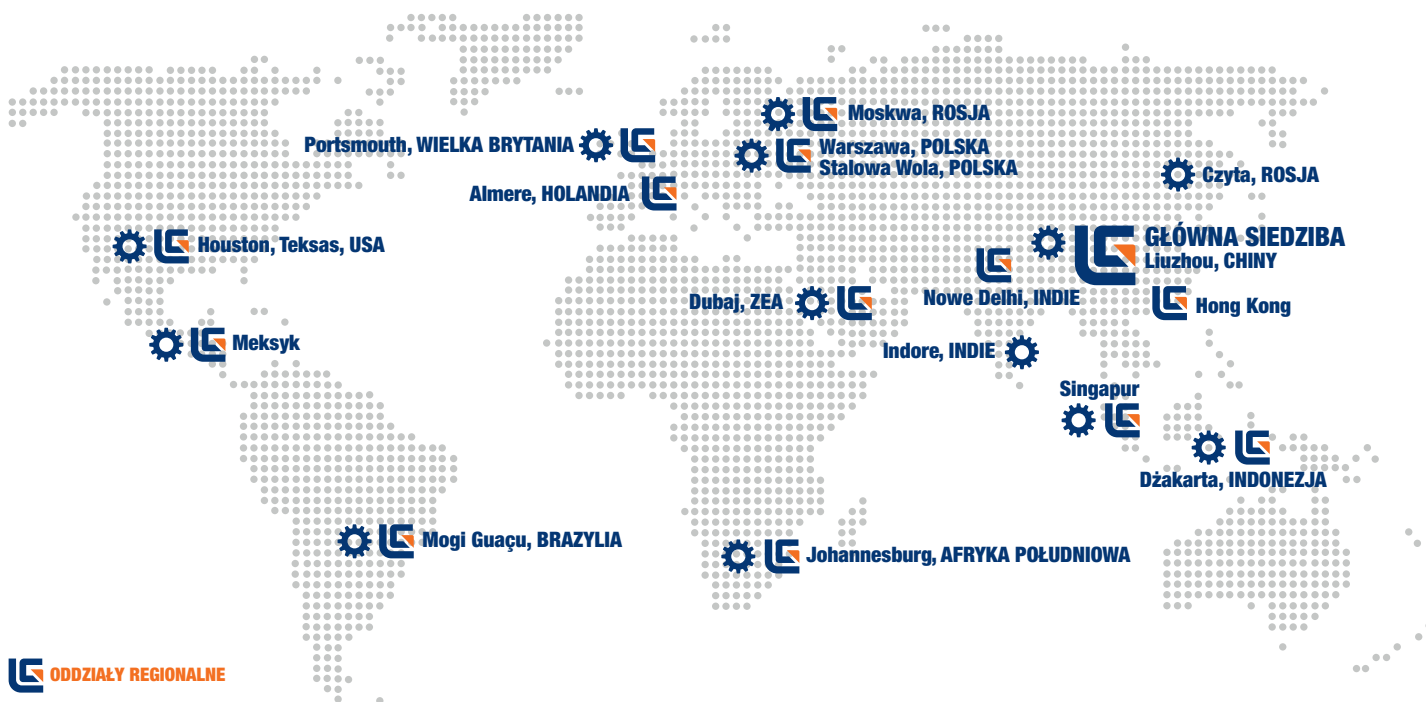 Moskwa, ROSJA
Portsmouth, WIELKA BRYTANIA
Warszawa, POLSKA
Stalowa Wola, POLSKA
Czyta, ROSJA
Almere, HOLANDIA
Houston, Teksas, USA
GŁÓWNA SIEDZIBA
Liuzhou, CHINY
Nowe Delhi, INDIE
Dubaj, ZEA
Hong Kong
Meksyk
Indore, INDIE
Singapur
Dżakarta, INDONEZJA
Mogi Guaçu, BRAZYLIA
Johannesburg, AFRYKA POŁUDNIOWA
ODDZIAŁY REGIONALNE